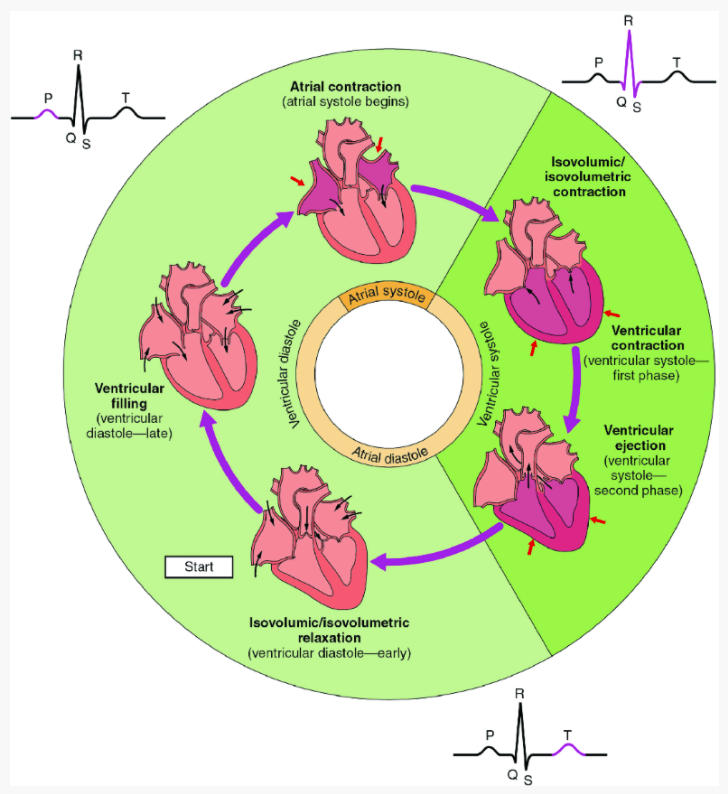 R
P
T
Q
S
R
P
T
Q
S
Atrial contraction
(atrial systole begins)
Isovolumic/
isovolumetric
contraction
Atrial systole
Ventricular diastole
Ventricular systole
Atrial diastole
Ventricular
contraction
(ventricular systole—
first phase)
Ventricular
filling
(ventricular
diastole—late)
Ventricular
ejection
(ventricular
systole—
second phase)
Start
Isovolumic/isovolumetric
relaxation
(ventricular diastole—early)
R
P
T
Q
S